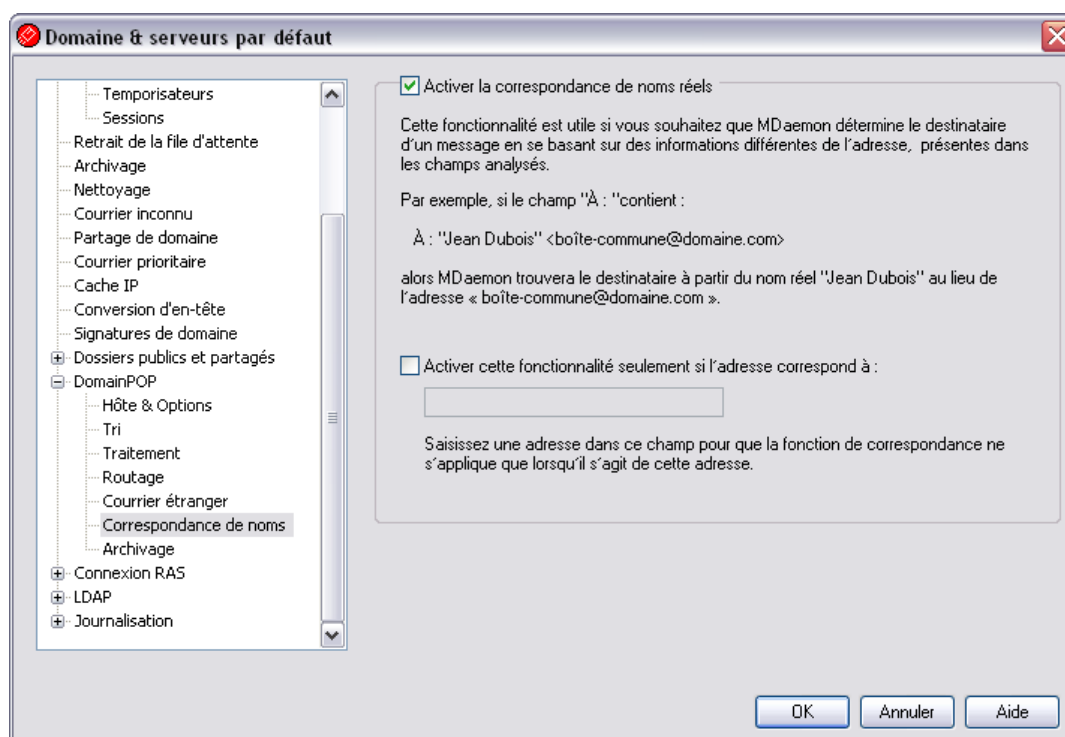 Domaine & serveurs par défaut
Temporisateurs
Sessions
Retrait de la file d'attente
Archivage
Nettoyage
Courrier inconnu
Partage de domaine
Courrier prioritaire
Cache IP
Conversion d'en-tête
Signatures de domaine
Dossiers publics et partagés
DomainPOP
Hôte & Options
Tri
Traitement
Routage
Courrier étranger
Correspondance de noms
Archivage
Connexion RAS
LDAP
Journalisation
Activer la correspondance de noms réels
Cette fonctionnalité est utile si vous souhaitez que MDaemon détermine le destinataire
d'un message en se basant sur des informations différentes de l'adresse, présentes dans
les champs analysés.
Par exemple, si le champ "À : "contient :
À : "Jean Dubois" <boîte-commune@domaine.com>
alors MDaemon trouvera le destinataire à partir du nom réel "Jean Dubois" au lieu de
l'adresse « boîte-commune@domaine.com ».
Activer cette fonctionnalité seulement si l'adresse correspond à :
Saisissez une adresse dans ce champ pour que la fonction de correspondance ne
s'applique que lorsqu'il s'agit de cette adresse.
OK
Annuler
Aide